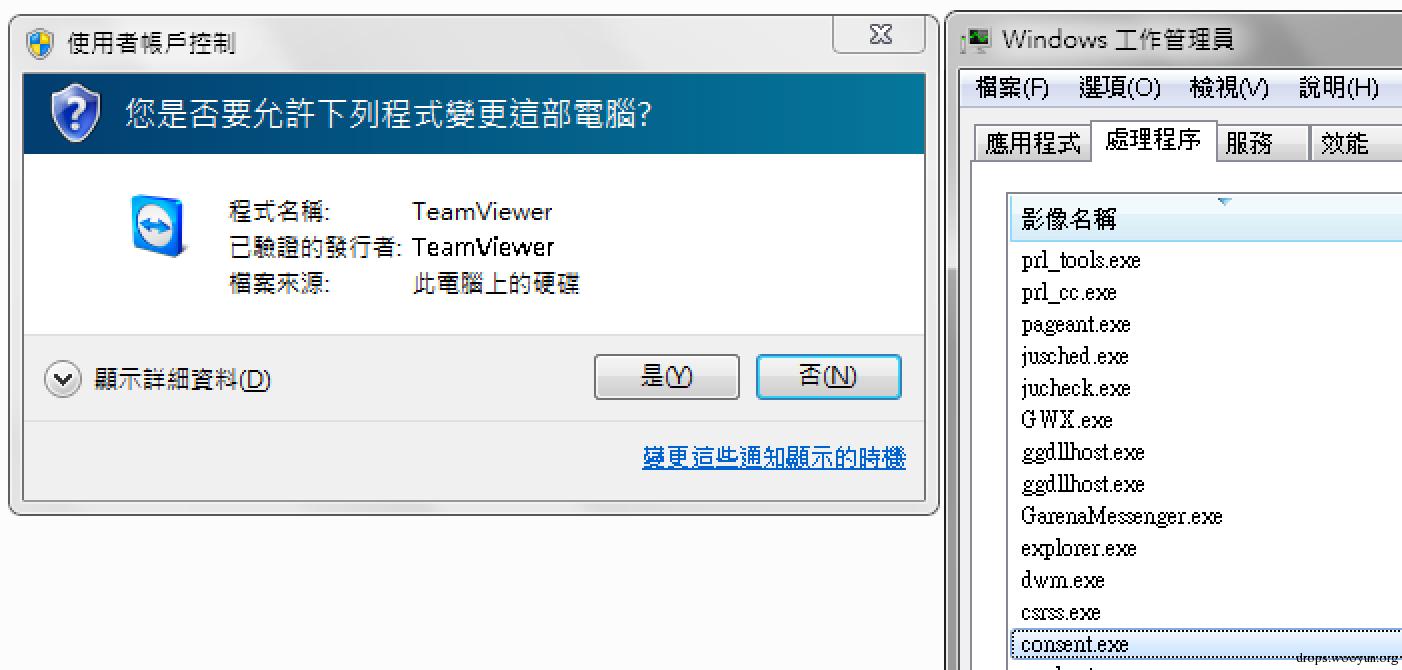 使用者帳戶控制
您是否要允許下列程式變更這部電腦?
程式名稱: TeamViewer
已驗證的發行者: TeamViewer
檔案來源: 此電腦上的硬碟
顯示詳細資料(D)
是(Y) 否(N)
變更這些通知顯示的時機
Windows 工作管理員
檔案(F) 選項(O) 檢視(V) 說明(H)
應用程式 處理程序 服務 效能
影像名稱
prl_tools.exe
prl_cc.exe
pageant.exe
jusched.exe
jucheck.exe
GWX.exe
ggdllhost.exe
ggdllhost.exe
GarenaMessenger.exe
explorer.exe
dwm.exe
csrss.exe
consent.exe
drops.wooyun.org